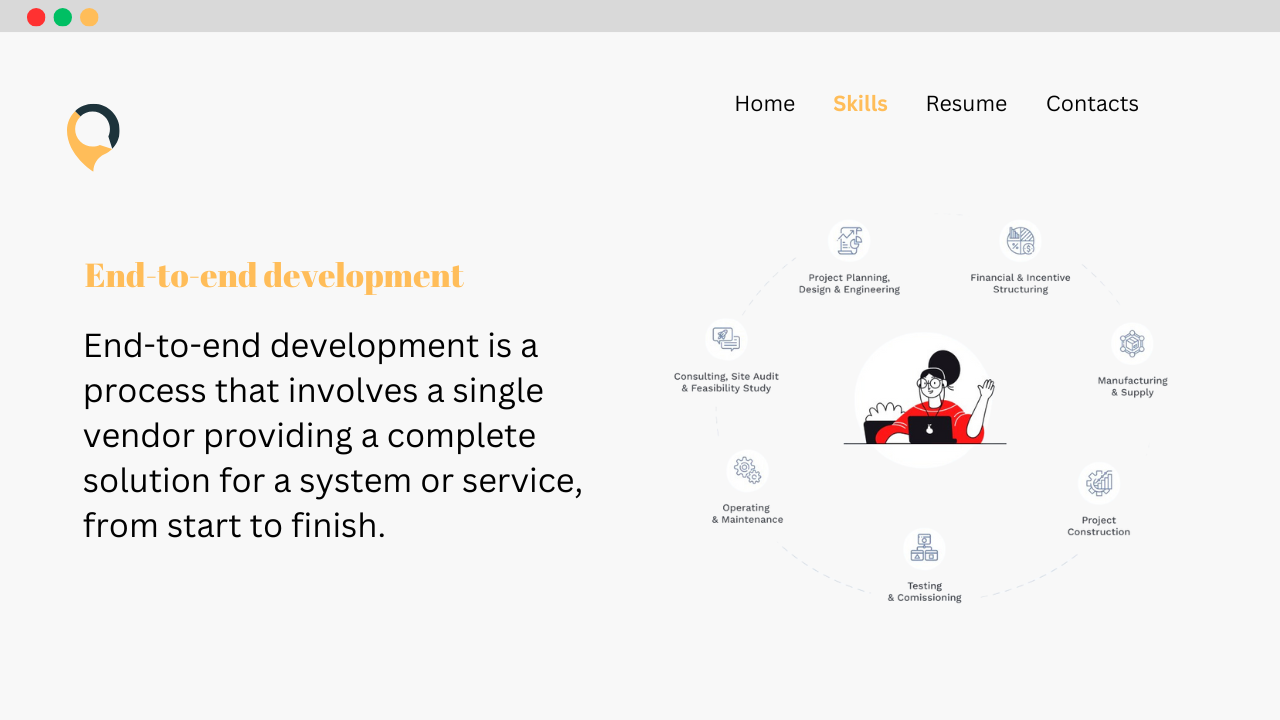 Home Skills Resume Contacts
End-to-end development
End-to-end development is a
process that involves a single
vendor providing a complete
solution for a system or service,
from start to finish.
Project Planning,
Design & Engineering
Financial & Incentive
Structuring
Consulting, Site Audit
& Feasibility Study
Manufacturing
& Supply
Operating
& Maintenance
Project
Construction
Testing
& Comissioning